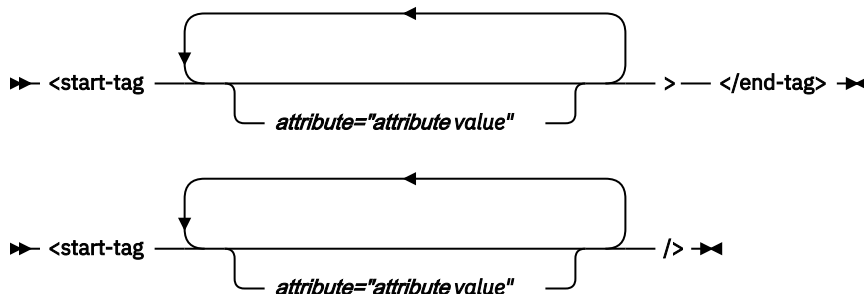 <start-tag > </end-tag>
attribute="attribute value"
<start-tag />
attribute="attribute value"